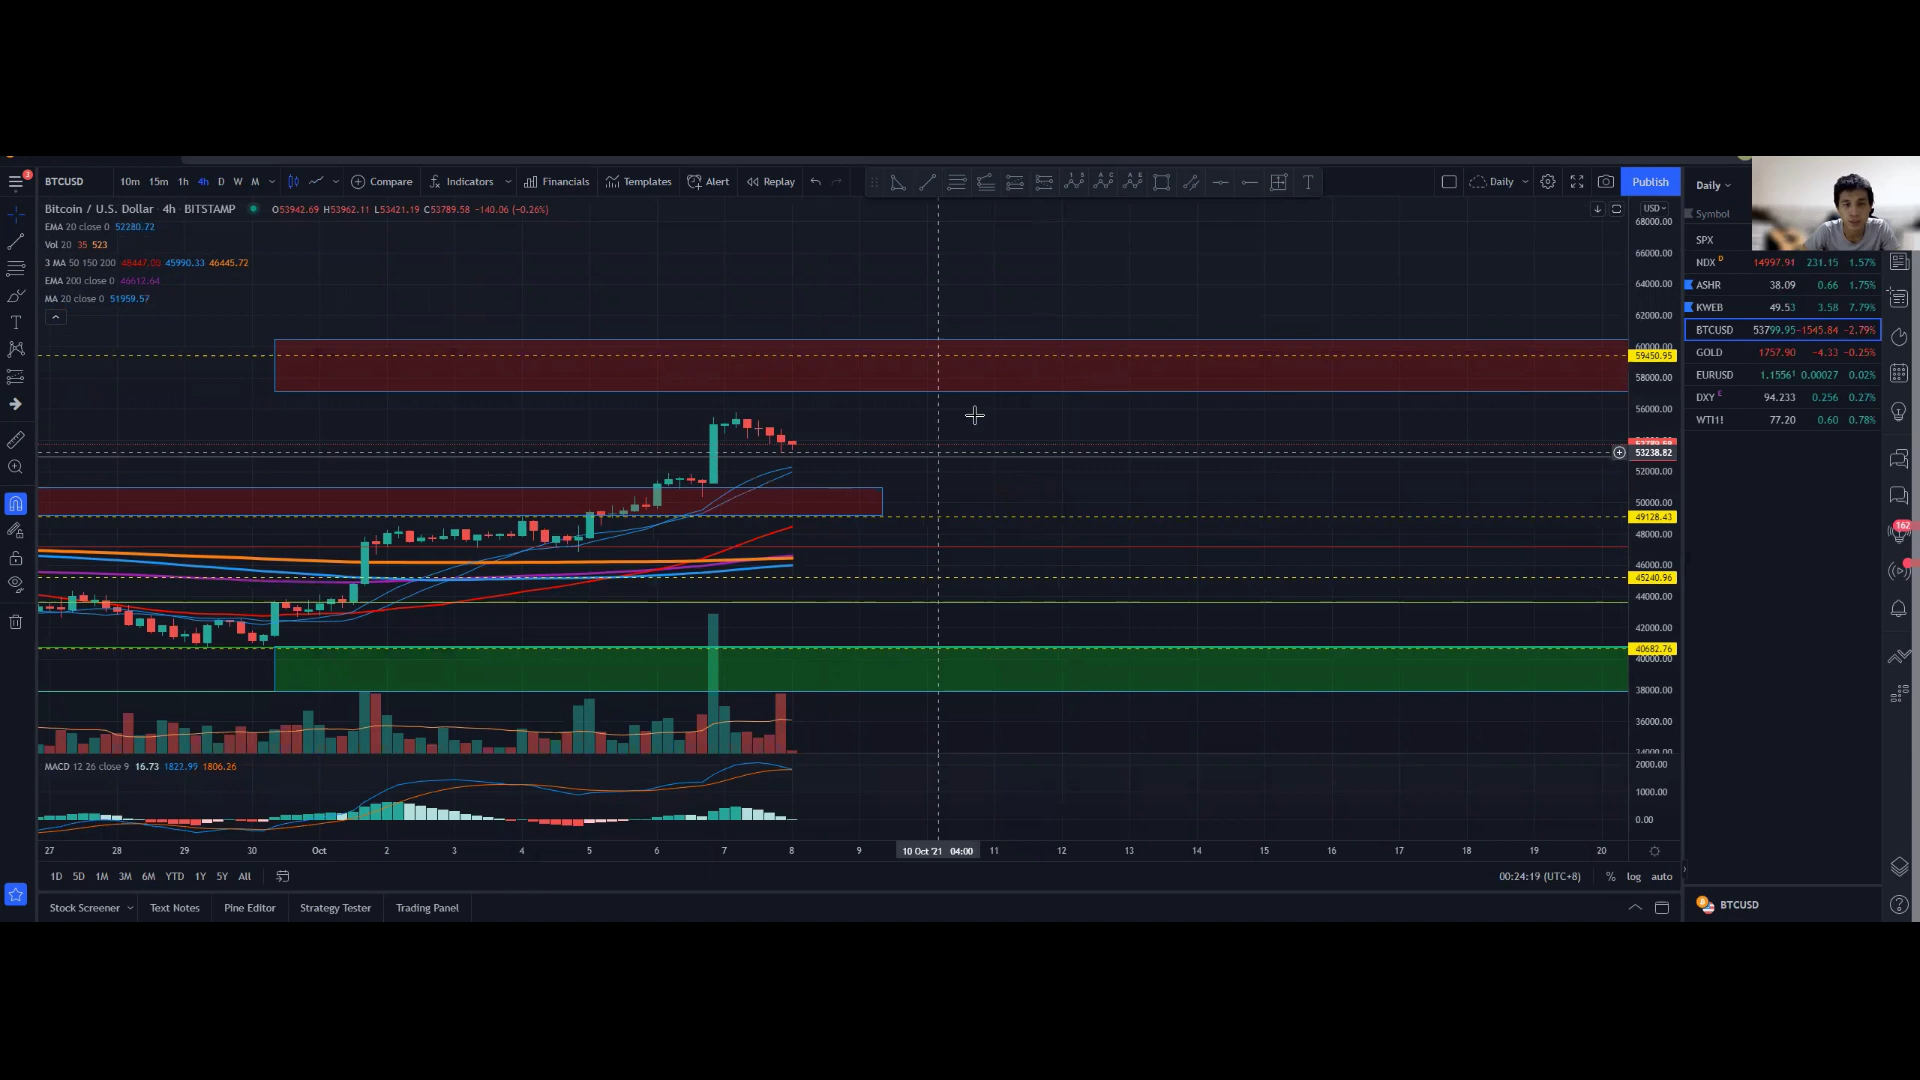 3
BTCUSD 10m 15m 1h 4h D W M Compare Indicators Financials Templates Alert Replay T Daily Publish
Daily
Bitcoin / U.S. Dollar · 4h · BITSTAMP O53942.69 H53962.11 L53421.19 C53789.58 −140.06 (−0.26%)
EMA 20 close 0 52280.72
Vol 20 35 523
3 MA 50 150 200 48447.00 45990.33 46445.72
EMA 200 close 0 46612.64
MA 20 close 0 51959.57
USD
68000.00
66000.00
64000.00
62000.00
60000.00
59450.95
58000.00
56000.00
53789.58
53238.82
52000.00
50000.00
49128.43
48000.00
46000.00
45240.96
44000.00
42000.00
40682.76
40000.00
38000.00
36000.00
34000.00
MACD 12 26 close 9 16.73 1822.99 1806.26
2000.00
1000.00
0.00
27 28 29 30 Oct 2 3 4 5 6 7 8 9 10 Oct '21 04:00 11 12 13 14 15 16 17 18 19 20
1D 5D 1M 3M 6M YTD 1Y 5Y All
00:24:19 (UTC+8) % log auto
Stock Screener Text Notes Pine Editor Strategy Tester Trading Panel
Symbol
SPX
NDX D 14997.91 231.15 1.57%
ASHR 38.09 0.66 1.75%
KWEB 49.53 3.58 7.79%
BTCUSD 53799.95 −1545.84 −2.79%
GOLD 1757.90 −4.33 −0.25%
EURUSD 1.1556¹ 0.00027 0.02%
DXY E 94.233 0.256 0.27%
WTI1! 77.20 0.60 0.78%
162
BTCUSD